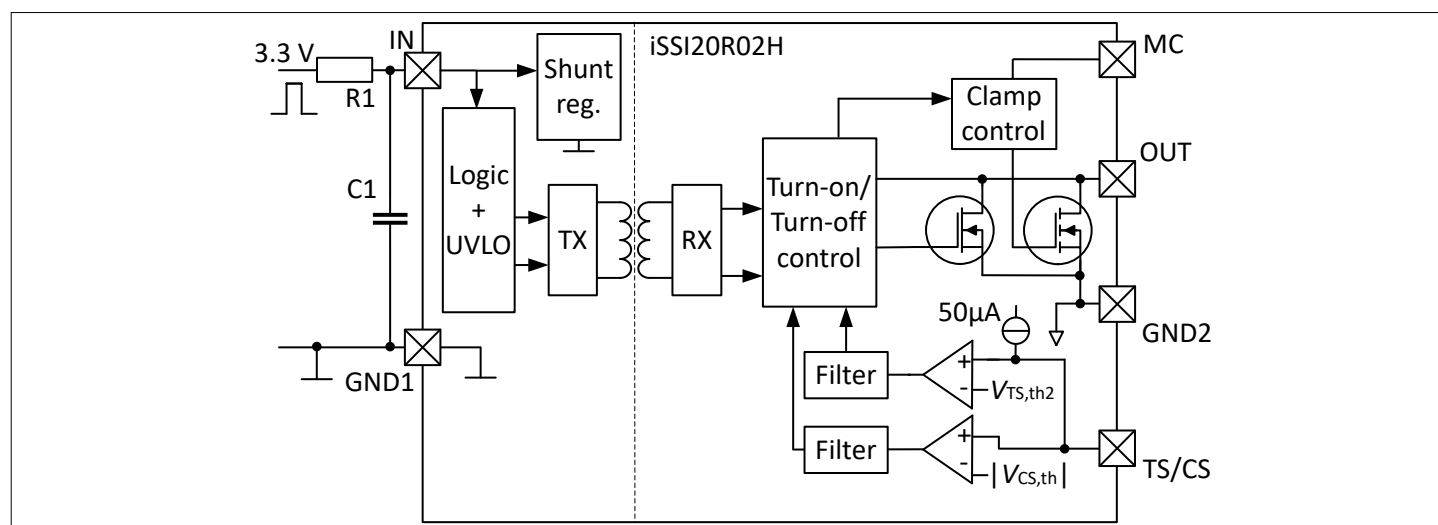 IN
iSSI20R02H
MC
3.3 V
R1
Shunt
reg.
Clamp
control
OUT
C1
Logic
+
UVLO
TX
RX
Turn-on/
Turn-off
control
50µA
GND2
GND1
Filter
+
-
VTS,th2
Filter
+
-
|VCS,th|
TS/CS